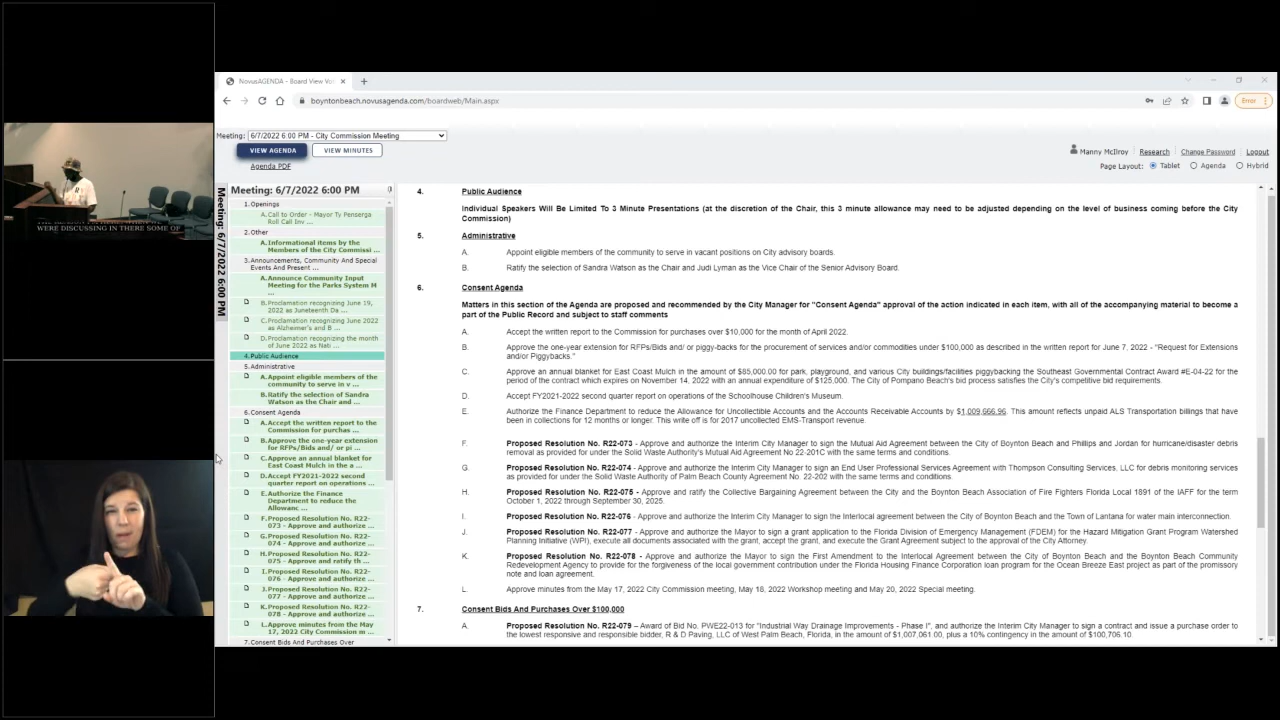 NovusAGENDA - Board View Vo
boyntonbeach.novusagenda.com/boardweb/Main.aspx
Error
Meeting: 6/7/2022 6:00 PM - City Commission Meeting
VIEW AGENDA VIEW MINUTES
Agenda PDF
Manny McIlroy Research Change Password Logout
Page Layout: Tablet Agenda Hybrid
WERE DISCUSSING IN THERE SOME OF
Meeting: 6/7/2022 6:00 PM
Meeting: 6/7/2022 6:00 PM
1.Openings
A.Call to Order - Mayor Ty Penserga
Roll Call Inv ...
2.Other
A.Informational items by the
Members of the City Commissi ...
3.Announcements, Community And Special
Events And Present ...
A.Announce Community Input
Meeting for the Parks System M
...
B.Proclamation recognizing June 19,
2022 as Juneteenth Da ...
C.Proclamation recognizing June 2022
as Alzheimer's and B ...
D.Proclamation recognizing the month
of June 2022 as Nati ...
4.Public Audience
5.Administrative
A.Appoint eligible members of the
community to serve in v ...
B.Ratify the selection of Sandra
Watson as the Chair and ...
6.Consent Agenda
A.Accept the written report to the
Commission for purchas ...
B.Approve the one-year extension
for RFPs/Bids and/ or pi ...
C.Approve an annual blanket for
East Coast Mulch in the a ...
D.Accept FY2021-2022 second
quarter report on operations ...
E.Authorize the Finance
Department to reduce the
Allowanc ...
F.Proposed Resolution No. R22-
073 - Approve and authorize ...
G.Proposed Resolution No. R22-
074 - Approve and authorize ...
H.Proposed Resolution No. R22-
075 - Approve and ratify th ...
I.Proposed Resolution No. R22-
076 - Approve and authorize ...
J.Proposed Resolution No. R22-
077 - Approve and authorize ...
K.Proposed Resolution No. R22-
078 - Approve and authorize ...
L.Approve minutes from the May
17, 2022 City Commission m ...
7.Consent Bids And Purchases Over
4. Public Audience
Individual Speakers Will Be Limited To 3 Minute Presentations (at the discretion of the Chair, this 3 minute allowance may need to be adjusted depending on the level of business coming before the City
Commission)
5. Administrative
A. Appoint eligible members of the community to serve in vacant positions on City advisory boards.
B. Ratify the selection of Sandra Watson as the Chair and Judi Lyman as the Vice Chair of the Senior Advisory Board.
6. Consent Agenda
Matters in this section of the Agenda are proposed and recommended by the City Manager for "Consent Agenda" approval of the action indicated in each item, with all of the accompanying material to become a
part of the Public Record and subject to staff comments
A. Accept the written report to the Commission for purchases over $10,000 for the month of April 2022.
B. Approve the one-year extension for RFPs/Bids and/ or piggy-backs for the procurement of services and/or commodities under $100,000 as described in the written report for June 7, 2022 - "Request for Extensions
and/or Piggybacks."
C. Approve an annual blanket for East Coast Mulch in the amount of $85,000.00 for park, playground, and various City buildings/facilities piggybacking the Southeast Governmental Contract Award #E-04-22 for the
period of the contract which expires on November 14, 2022 with an annual expenditure of $125,000. The City of Pompano Beach's bid process satisfies the City's competitive bid requirements.
D. Accept FY2021-2022 second quarter report on operations of the Schoolhouse Children's Museum.
E. Authorize the Finance Department to reduce the Allowance for Uncollectible Accounts and the Accounts Receivable Accounts by $1,009,666.96. This amount reflects unpaid ALS Transportation billings that have
been in collections for 12 months or longer. This write off is for 2017 uncollected EMS-Transport revenue.
F. Proposed Resolution No. R22-073 - Approve and authorize the Interim City Manager to sign the Mutual Aid Agreement between the City of Boynton Beach and Phillips and Jordan for hurricane/disaster debris
removal as provided for under the Solid Waste Authority's Mutual Aid Agreement No 22-201C with the same terms and conditions.
G. Proposed Resolution No. R22-074 - Approve and authorize the Interim City Manager to sign an End User Professional Services Agreement with Thompson Consulting Services, LLC for debris monitoring services
as provided for under the Solid Waste Authority of Palm Beach County Agreement No. 22-202 with the same terms and conditions.
H. Proposed Resolution No. R22-075 - Approve and ratify the Collective Bargaining Agreement between the City and the Boynton Beach Association of Fire Fighters Florida Local 1891 of the IAFF for the term
October 1, 2022 through September 30, 2025.
I. Proposed Resolution No. R22-076 - Approve and authorize the Interim City Manager to sign the Interlocal agreement between the City of Boynton Beach and the Town of Lantana for water main interconnection.
J. Proposed Resolution No. R22-077 - Approve and authorize the Mayor to sign a grant application to the Florida Division of Emergency Management (FDEM) for the Hazard Mitigation Grant Program Watershed
Planning Initiative (WPI), execute all documents associated with the grant, accept the grant, and execute the Grant Agreement subject to the approval of the City Attorney.
K. Proposed Resolution No. R22-078 - Approve and authorize the Mayor to sign the First Amendment to the Interlocal Agreement between the City of Boynton Beach and the Boynton Beach Community
Redevelopment Agency to provide for the forgiveness of the local government contribution under the Florida Housing Finance Corporation loan program for the Ocean Breeze East project as part of the promissory
note and loan agreement.
L. Approve minutes from the May 17, 2022 City Commission meeting, May 18, 2022 Workshop meeting and May 20, 2022 Special meeting.
7. Consent Bids And Purchases Over $100,000
A. Proposed Resolution No. R22-079 – Award of Bid No. PWE22-013 for "Industrial Way Drainage Improvements - Phase I", and authorize the Interim City Manager to sign a contract and issue a purchase order to
the lowest responsive and responsible bidder, R & D Paving, LLC of West Palm Beach, Florida, in the amount of $1,007,061.00, plus a 10% contingency in the amount of $100,706.10.